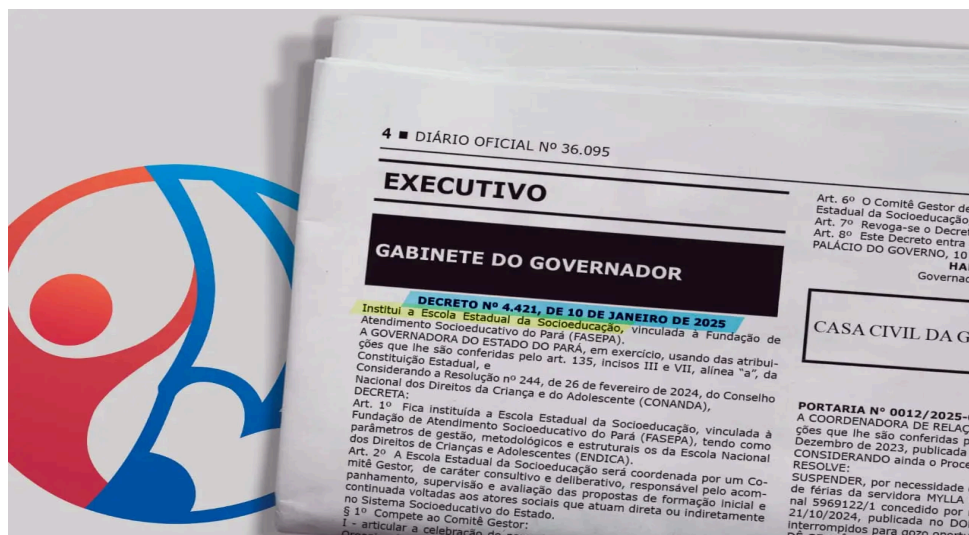 4 ■ DIÁRIO OFICIAL Nº 36.095
EXECUTIVO
GABINETE DO GOVERNADOR
DECRETO Nº 4.421, DE 10 DE JANEIRO DE 2025
Institui a Escola Estadual da Socioeducação, vinculada à Fundação de
Atendimento Socioeducativo do Pará (FASEPA).
A GOVERNADORA DO ESTADO DO PARÁ, em exercício, usando das atribui-
ções que lhe são conferidas pelo art. 135, incisos III e VII, alínea "a", da
Constituição Estadual, e
Considerando a Resolução nº 244, de 26 de fevereiro de 2024, do Conselho
Nacional dos Direitos da Criança e do Adolescente (CONANDA),
DECRETA:
Art. 1º Fica instituída a Escola Estadual da Socioeducação, vinculada à
Fundação de Atendimento Socioeducativo do Pará (FASEPA), tendo como
parâmetros de gestão, metodológicos e estruturais os da Escola Nacional
dos Direitos de Crianças e Adolescentes (ENDICA).
Art. 2º A Escola Estadual da Socioeducação será coordenada por um Co-
mitê Gestor, de caráter consultivo e deliberativo, responsável pelo acom-
panhamento, supervisão e avaliação das propostas de formação inicial e
continuada voltadas aos atores sociais que atuam direta ou indiretamente
no Sistema Socioeducativo do Estado.
§ 1º Compete ao Comitê Gestor:
I - articular a celebração de
Art. 6º O Comitê Gestor de
Estadual da Socioeducação
Art. 7º Revoga-se o Decret
Art. 8º Este Decreto entra
PALÁCIO DO GOVERNO, 10
HA
Governad
CASA CIVIL DA G
PORTARIA Nº 0012/2025-
A COORDENADORA DE RELAÇ
ções que lhe são conferidas p
Dezembro de 2023, publicada
CONSIDERANDO ainda o Proce
RESOLVE:
SUSPENDER, por necessidade
de férias da servidora MYLLA
nal 5969122/1 concedido por
21/10/2024, publicada no DO
interrompidos para gozo oport